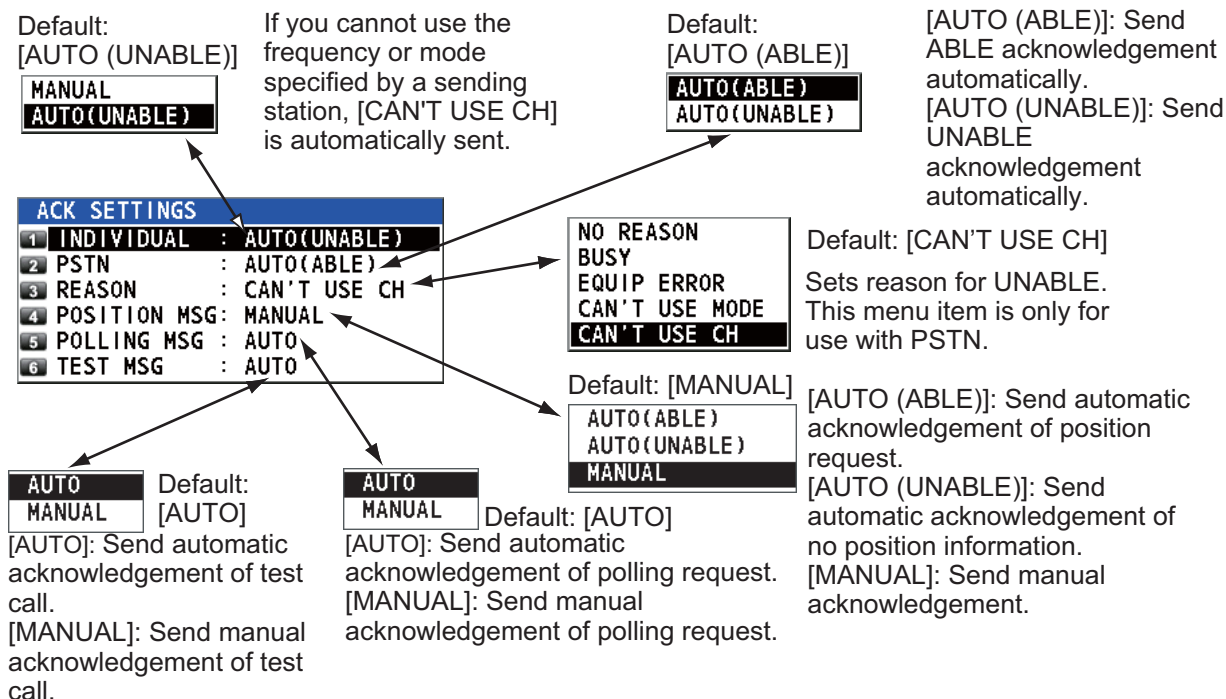 Default:
[AUTO (UNABLE)]
MANUAL
AUTO(UNABLE)
If you cannot use the
frequency or mode
specified by a sending
station, [CAN'T USE CH]
is automatically sent.
Default:
[AUTO (ABLE)]
AUTO(ABLE)
AUTO(UNABLE)
[AUTO (ABLE)]: Send
ABLE acknowledgement
automatically.
[AUTO (UNABLE)]: Send
UNABLE
acknowledgement
automatically.
ACK SETTINGS
1 INDIVIDUAL : AUTO(UNABLE)
2 PSTN : AUTO(ABLE)
3 REASON : CAN'T USE CH
4 POSITION MSG: MANUAL
5 POLLING MSG : AUTO
6 TEST MSG : AUTO
NO REASON
BUSY
EQUIP ERROR
CAN'T USE MODE
CAN'T USE CH
Default: [CAN’T USE CH]
Sets reason for UNABLE.
This menu item is only for
use with PSTN.
Default: [MANUAL]
AUTO(ABLE)
AUTO(UNABLE)
MANUAL
[AUTO (ABLE)]: Send automatic
acknowledgement of position
request.
[AUTO (UNABLE)]: Send
automatic acknowledgement of
no position information.
[MANUAL]: Send manual
acknowledgement.
AUTO
MANUAL
Default:
[AUTO]
[AUTO]: Send automatic
acknowledgement of test
call.
[MANUAL]: Send manual
acknowledgement of test
call.
AUTO
MANUAL
Default: [AUTO]
[AUTO]: Send automatic
acknowledgement of polling request.
[MANUAL]: Send manual
acknowledgement of polling request.